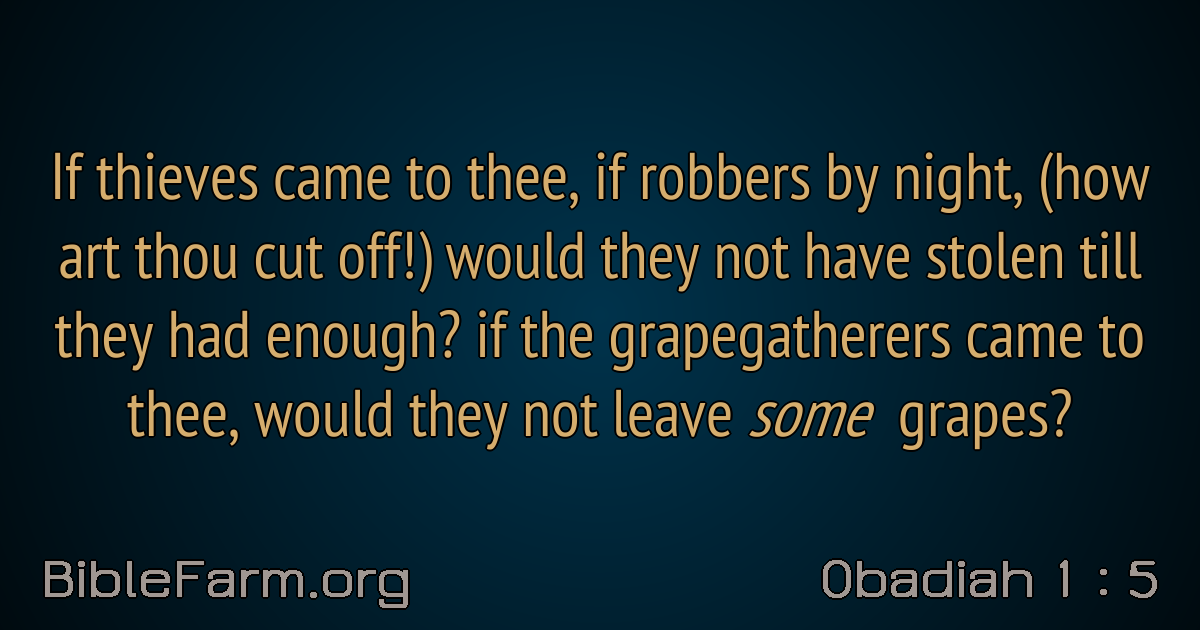 If thieves came to thee, if robbers by night, (how
art thou cut off!) would they not have stolen till
they had enough? if the grapegatherers came to
thee, would they not leave some grapes?
BibleFarm.org
Obadiah 1 : 5